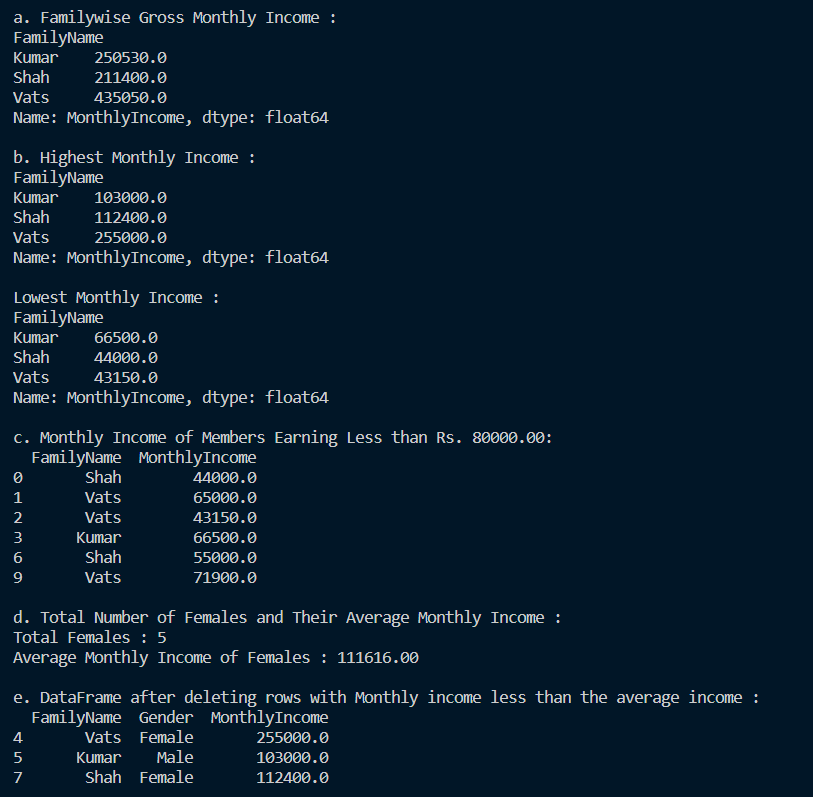 a. Familywise Gross Monthly Income :
FamilyName
Kumar    250530.0
Shah     211400.0
Vats     435050.0
Name: MonthlyIncome, dtype: float64
b. Highest Monthly Income :
FamilyName
Kumar    103000.0
Shah     112400.0
Vats     255000.0
Name: MonthlyIncome, dtype: float64
Lowest Monthly Income :
FamilyName
Kumar    66500.0
Shah     44000.0
Vats     43150.0
Name: MonthlyIncome, dtype: float64
c. Monthly Income of Members Earning Less than Rs. 80000.00:
  FamilyName  MonthlyIncome
0       Shah        44000.0
1       Vats        65000.0
2       Vats        43150.0
3      Kumar        66500.0
6       Shah        55000.0
9       Vats        71900.0
d. Total Number of Females and Their Average Monthly Income :
Total Females : 5
Average Monthly Income of Females : 111616.00
e. DataFrame after deleting rows with Monthly income less than the average income :
  FamilyName  Gender  MonthlyIncome
4       Vats  Female       255000.0
5      Kumar    Male       103000.0
7       Shah  Female       112400.0